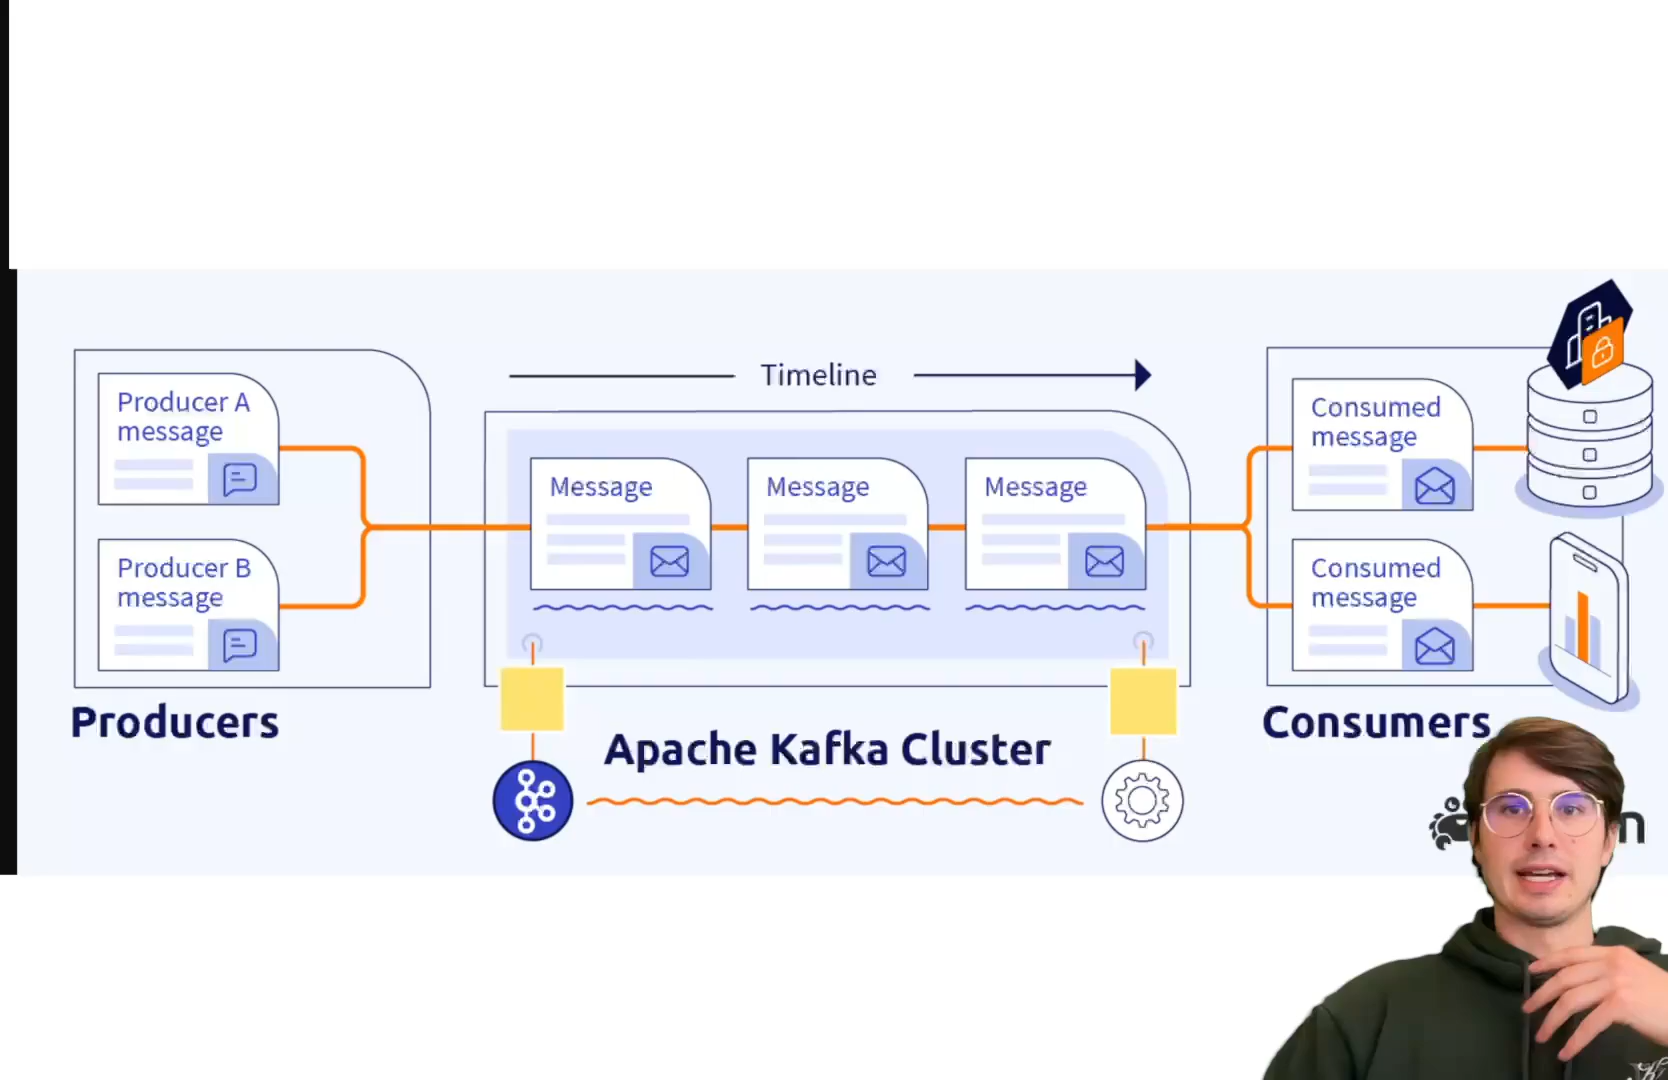 Timeline
Producer A
message
Producer B
message
Message
Message
Message
Consumed
message
Consumed
message
Producers
Apache Kafka Cluster
Consumers